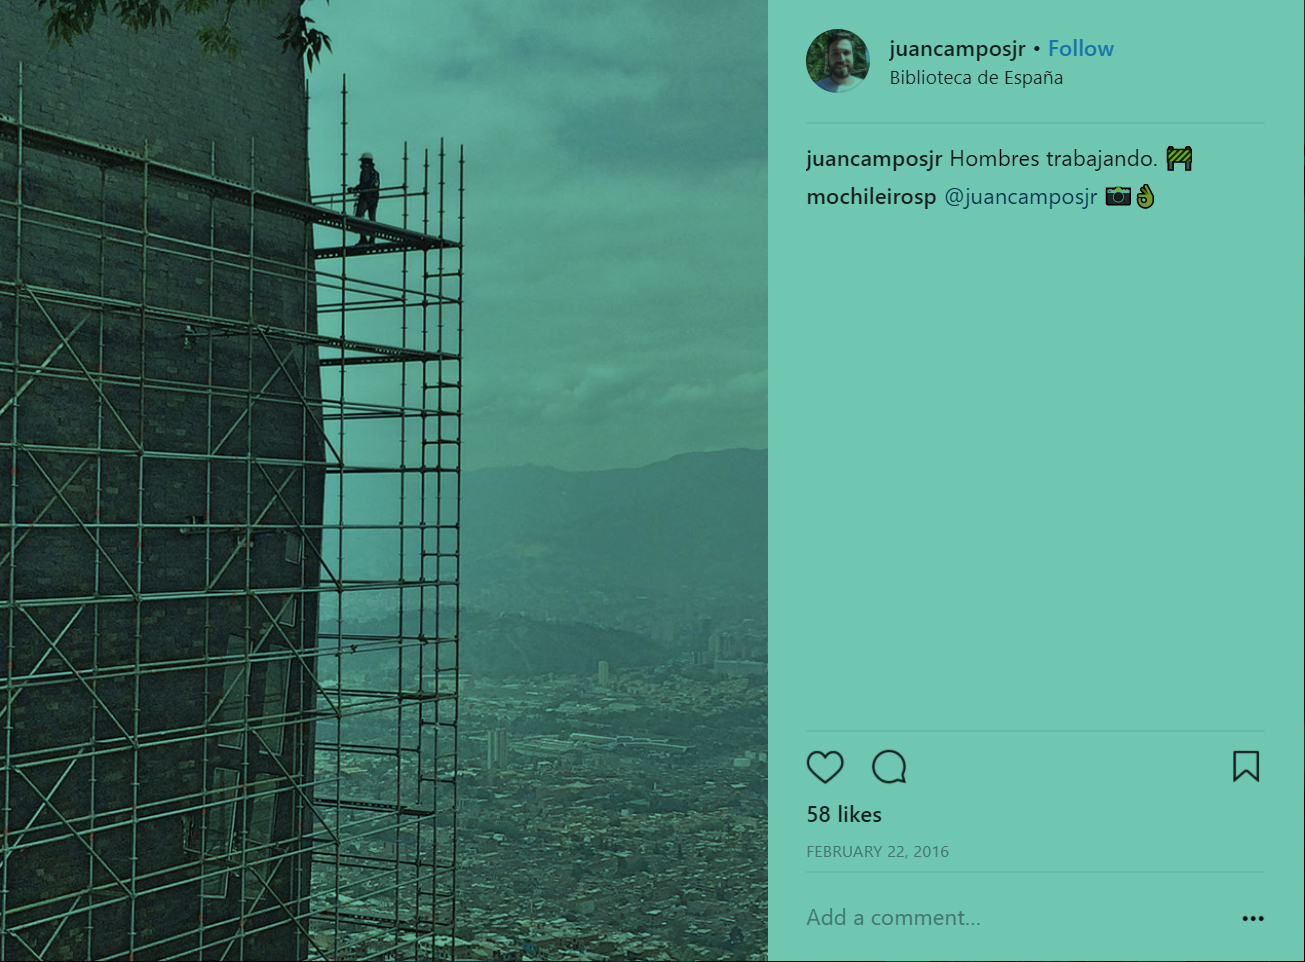 juancamposjr • Follow
Biblioteca de España
juancamposjr Hombres trabajando. 🚧
mochileirosp @juancamposjr 📷👌
58 likes
FEBRUARY 22, 2016
Add a comment...